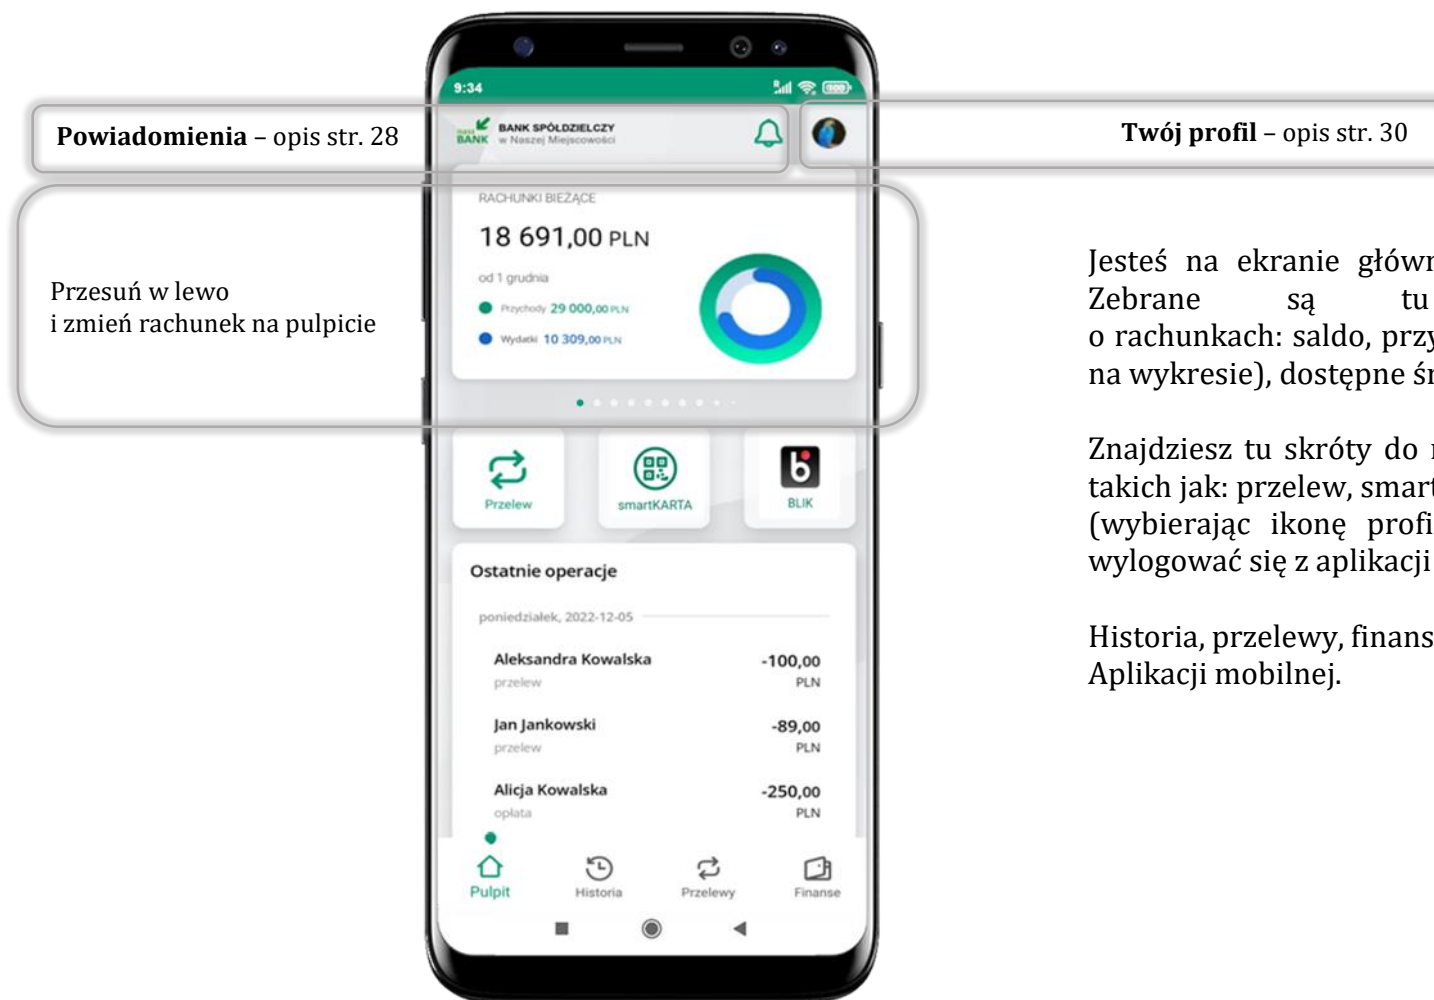 9:34
Powiadomienia – opis str. 28
nasz
BANK
BANK SPÓŁDZIELCZY
w Naszej Miejscowości
Twój profil – opis str. 30
RACHUNKI BIEŻĄCE
18 691,00 PLN
od 1 grudnia
Przychody 29 000,00 PLN
Wydatki 10 309,00 PLN
Przesuń w lewo
i zmień rachunek na pulpicie
Przelew
smartKARTA
BLIK
Ostatnie operacje
poniedziałek, 2022-12-05
Aleksandra Kowalska -100,00
przelew PLN
Jan Jankowski -89,00
przelew PLN
Alicja Kowalska -250,00
opłata PLN
Pulpit
Historia
Przelewy
Finanse
Jesteś na ekranie główn
Zebrane są tu
o rachunkach: saldo, przy
na wykresie), dostępne śr
Znajdziesz tu skróty do
takich jak: przelew, smart
(wybierając ikonę profi
wylogować się z aplikacji
Historia, przelewy, finans
Aplikacji mobilnej.